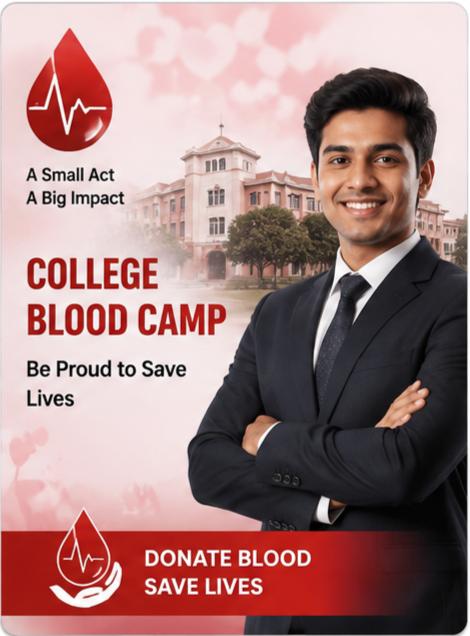 A Small Act
A Big Impact
COLLEGE
BLOOD CAMP
Be Proud to Save
Lives
DONATE BLOOD
SAVE LIVES